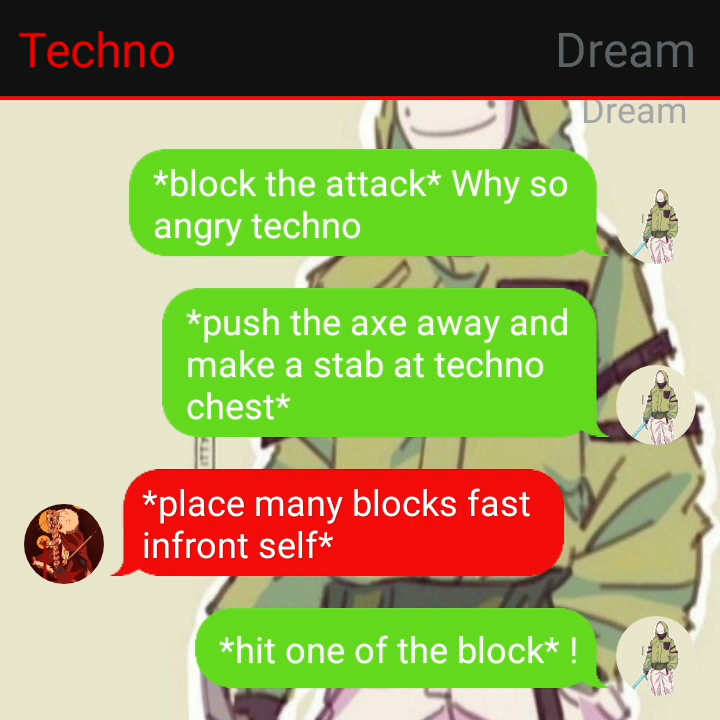 Techno
Dream
Dream
*block the attack* Why so
angry techno
*push the axe away and
make a stab at techno
chest*
*place many blocks fast
infront self*
*hit one of the block* !